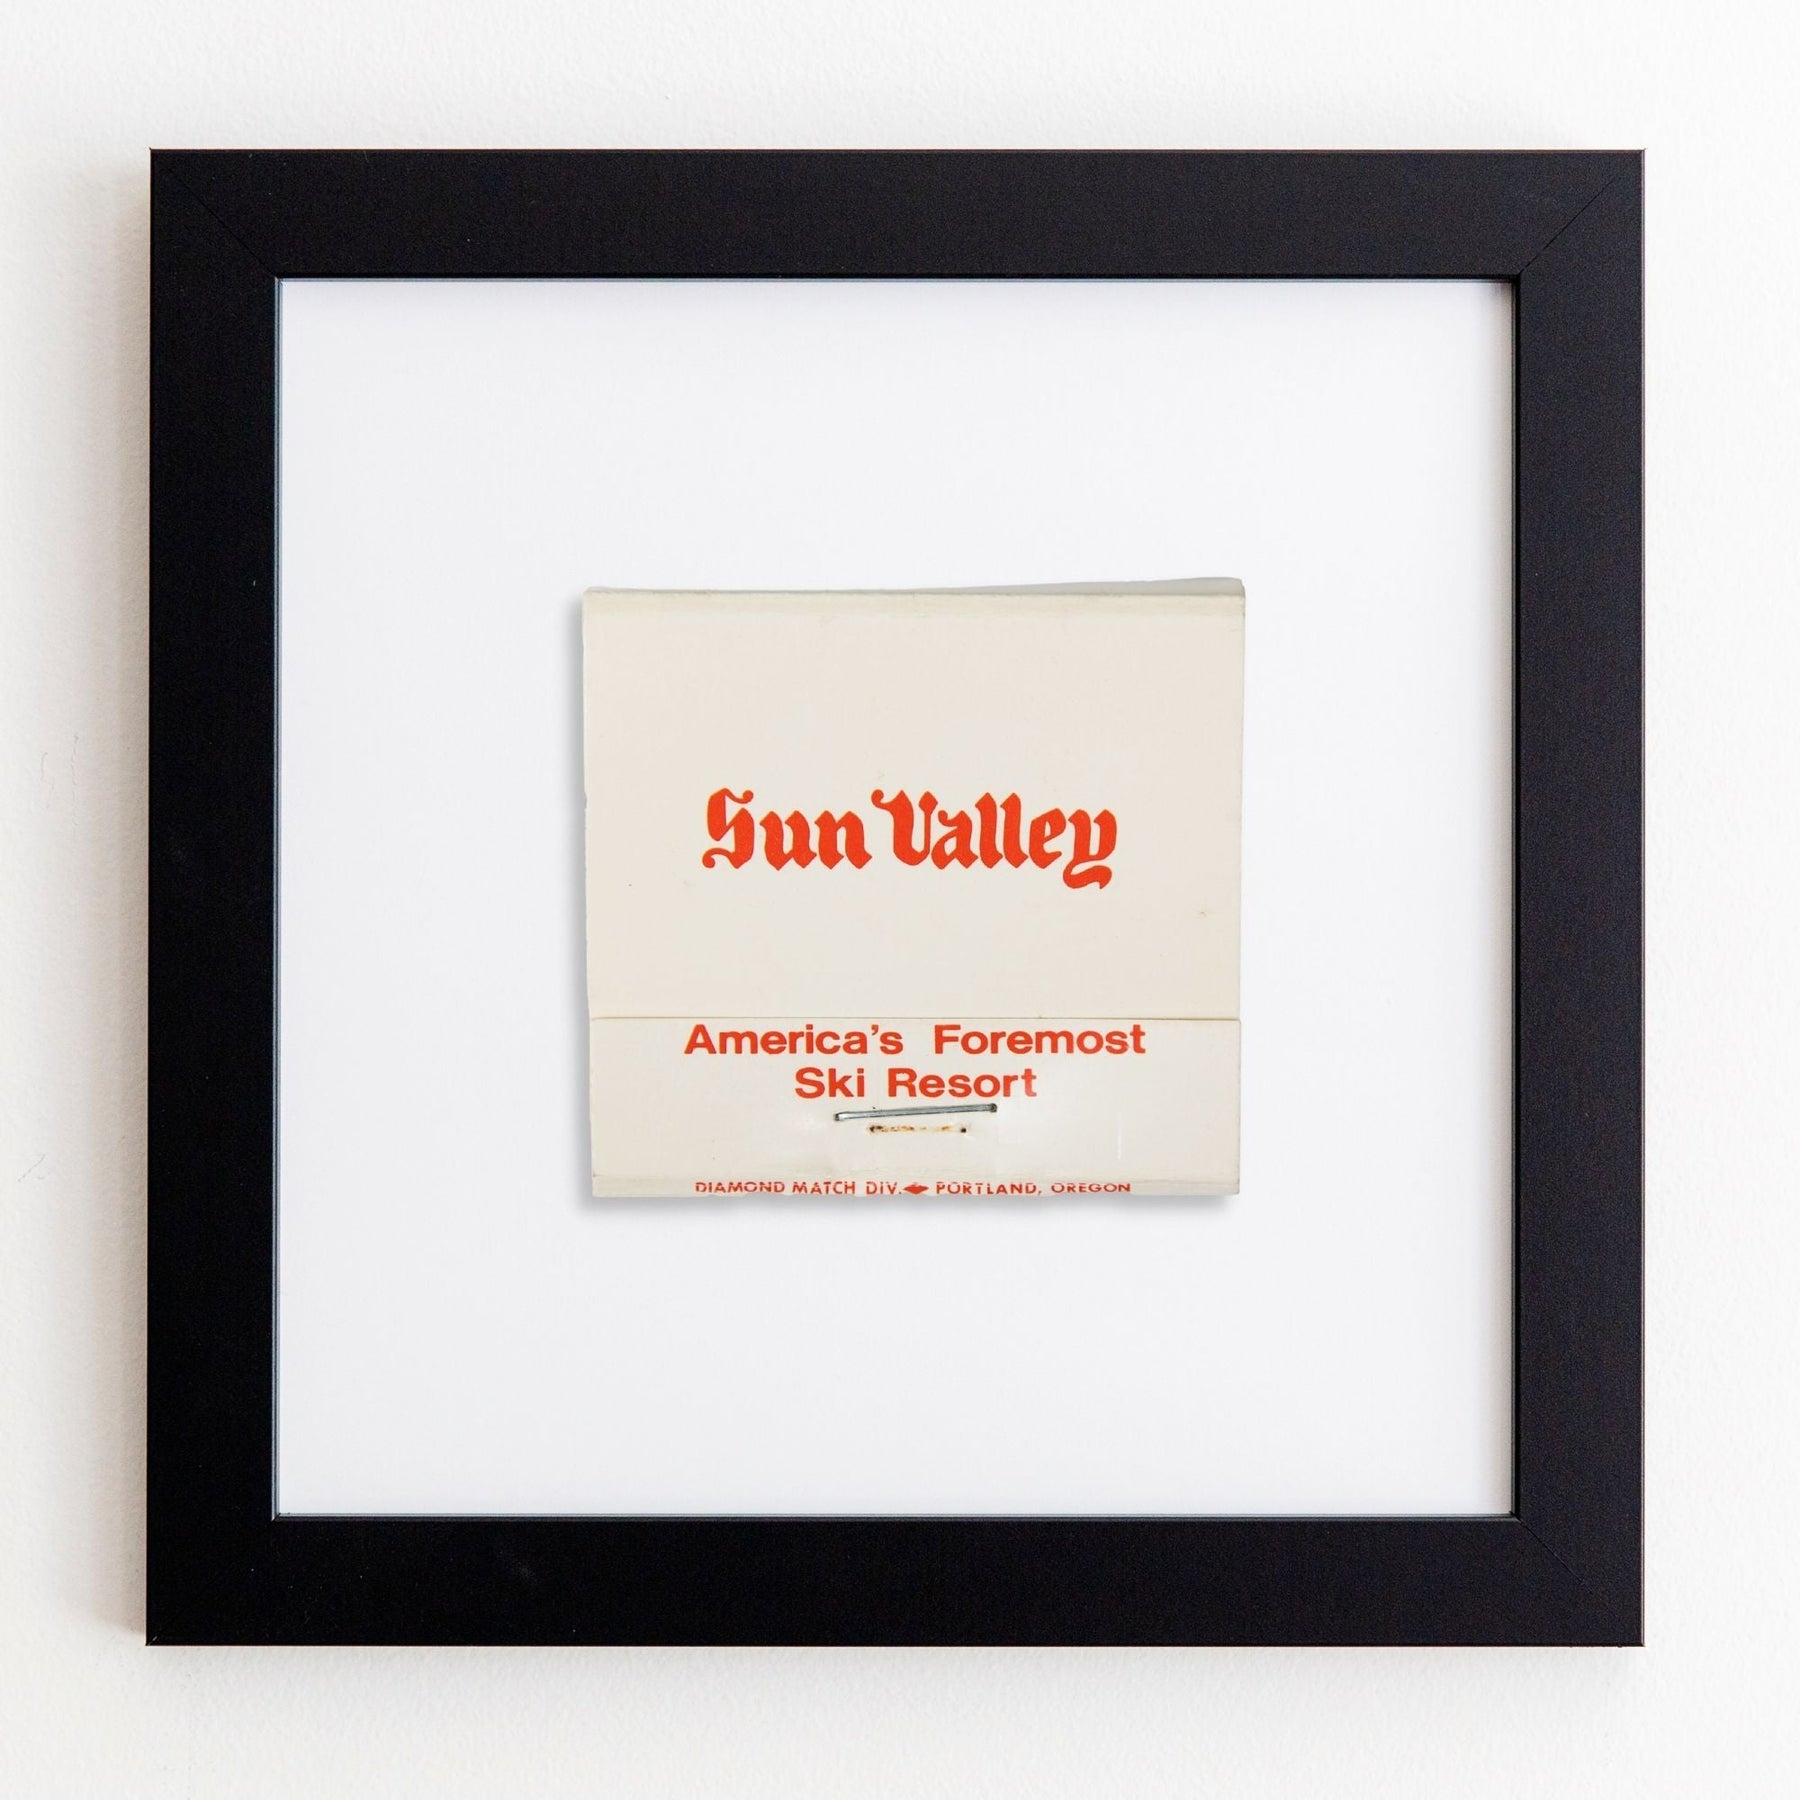 Sun Valley
America's Foremost
Ski Resort
DIAMOND MATCH DIV. PORTLAND, OREGON